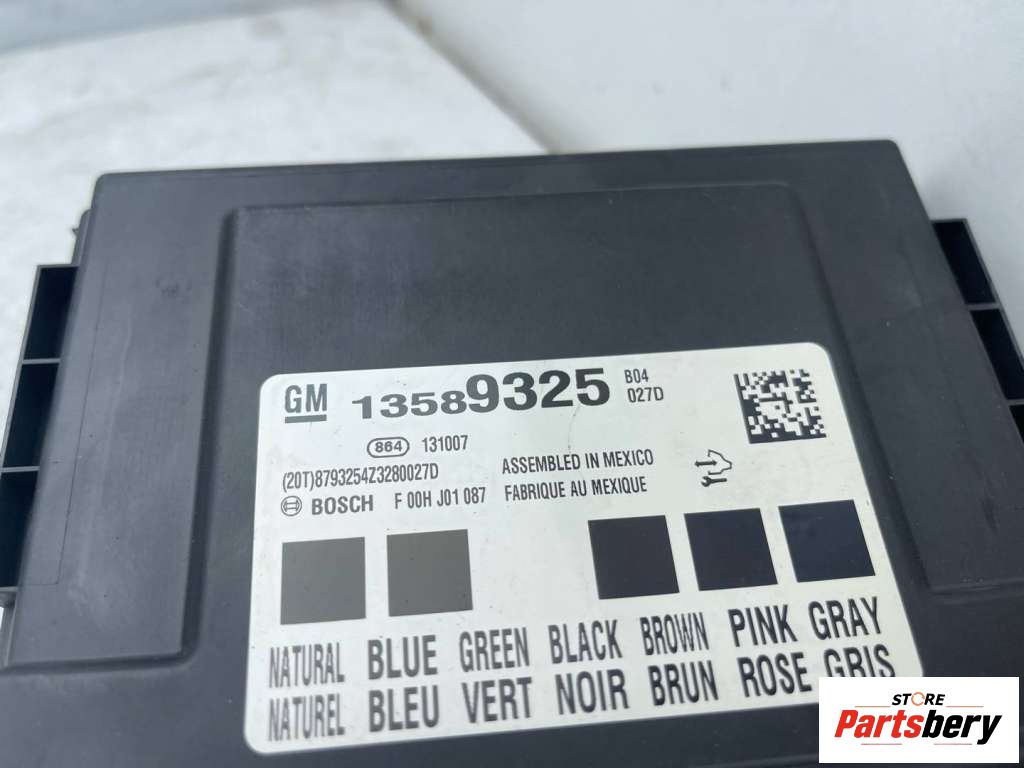 GM 13589325 B04
027D
864 131007
(20T)8793254Z3280027D
ASSEMBLED IN MEXICO
BOSCH F 00H J01 087 FABRIQUE AU MEXIQUE
NATURAL BLUE GREEN BLACK BROWN PINK GRAY
NATUREL BLEU VERT NOIR BRUN ROSE GRIS
STORE
Partsbery